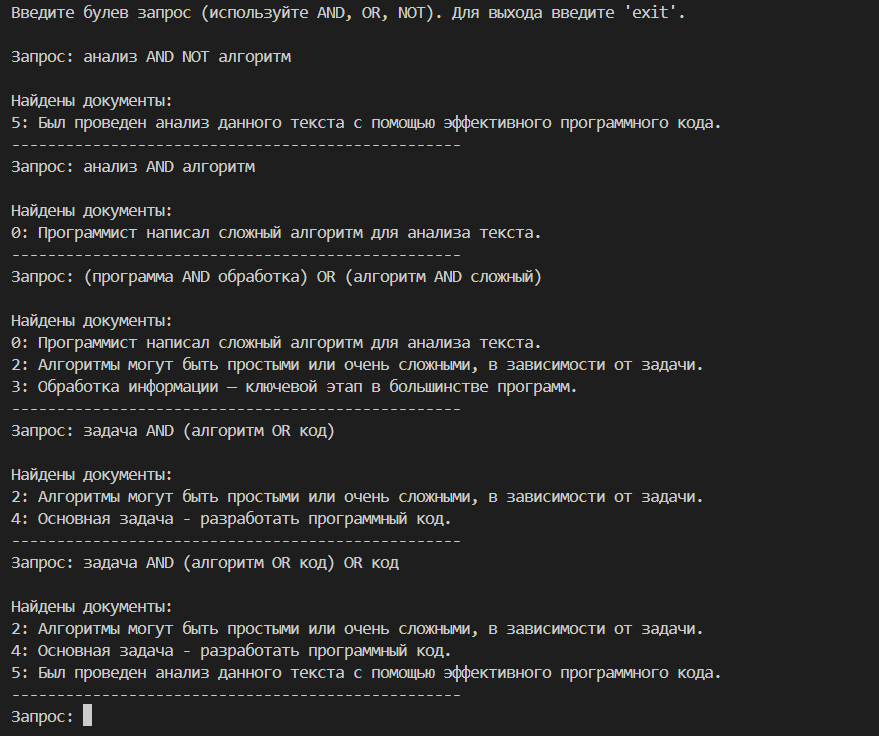 Введите булев запрос (используйте AND, OR, NOT). Для выхода введите 'exit'.
Запрос: анализ AND NOT алгоритм
Найдены документы:
5: Был проведен анализ данного текста с помощью эффективного программного кода.
--------------------------------------------------
Запрос: анализ AND алгоритм
Найдены документы:
0: Программист написал сложный алгоритм для анализа текста.
--------------------------------------------------
Запрос: (программа AND обработка) OR (алгоритм AND сложный)
Найдены документы:
0: Программист написал сложный алгоритм для анализа текста.
2: Алгоритмы могут быть простыми или очень сложными, в зависимости от задачи.
3: Обработка информации — ключевой этап в большинстве программ.
--------------------------------------------------
Запрос: задача AND (алгоритм OR код)
Найдены документы:
2: Алгоритмы могут быть простыми или очень сложными, в зависимости от задачи.
4: Основная задача - разработать программный код.
--------------------------------------------------
Запрос: задача AND (алгоритм OR код) OR код
Найдены документы:
2: Алгоритмы могут быть простыми или очень сложными, в зависимости от задачи.
4: Основная задача - разработать программный код.
5: Был проведен анализ данного текста с помощью эффективного программного кода.
--------------------------------------------------
Запрос: